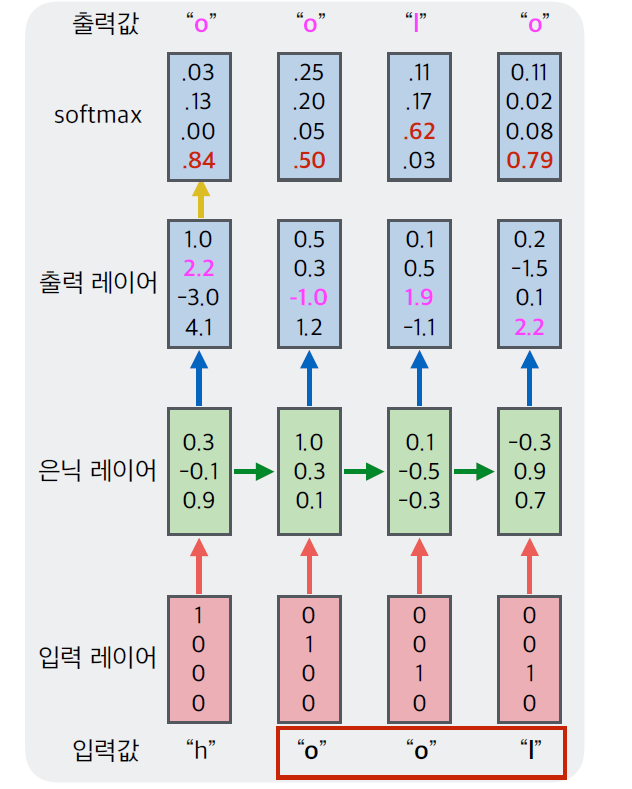 출력값 “o” “o” “l” “o”
softmax
.03 .25 .11 0.11
.13 .20 .17 0.02
.00 .05 .62 0.08
.84 .50 .03 0.79
출력 레이어
1.0 0.5 0.1 0.2
2.2 0.3 0.5 -1.5
-3.0 -1.0 1.9 0.1
4.1 1.2 -1.1 2.2
은닉 레이어
0.3 1.0 0.1 -0.3
-0.1 0.3 -0.5 0.9
0.9 0.1 -0.3 0.7
입력 레이어
1 0 0 0
0 1 0 0
0 0 1 1
0 0 0 0
입력값 “h” “o” “o” “l”